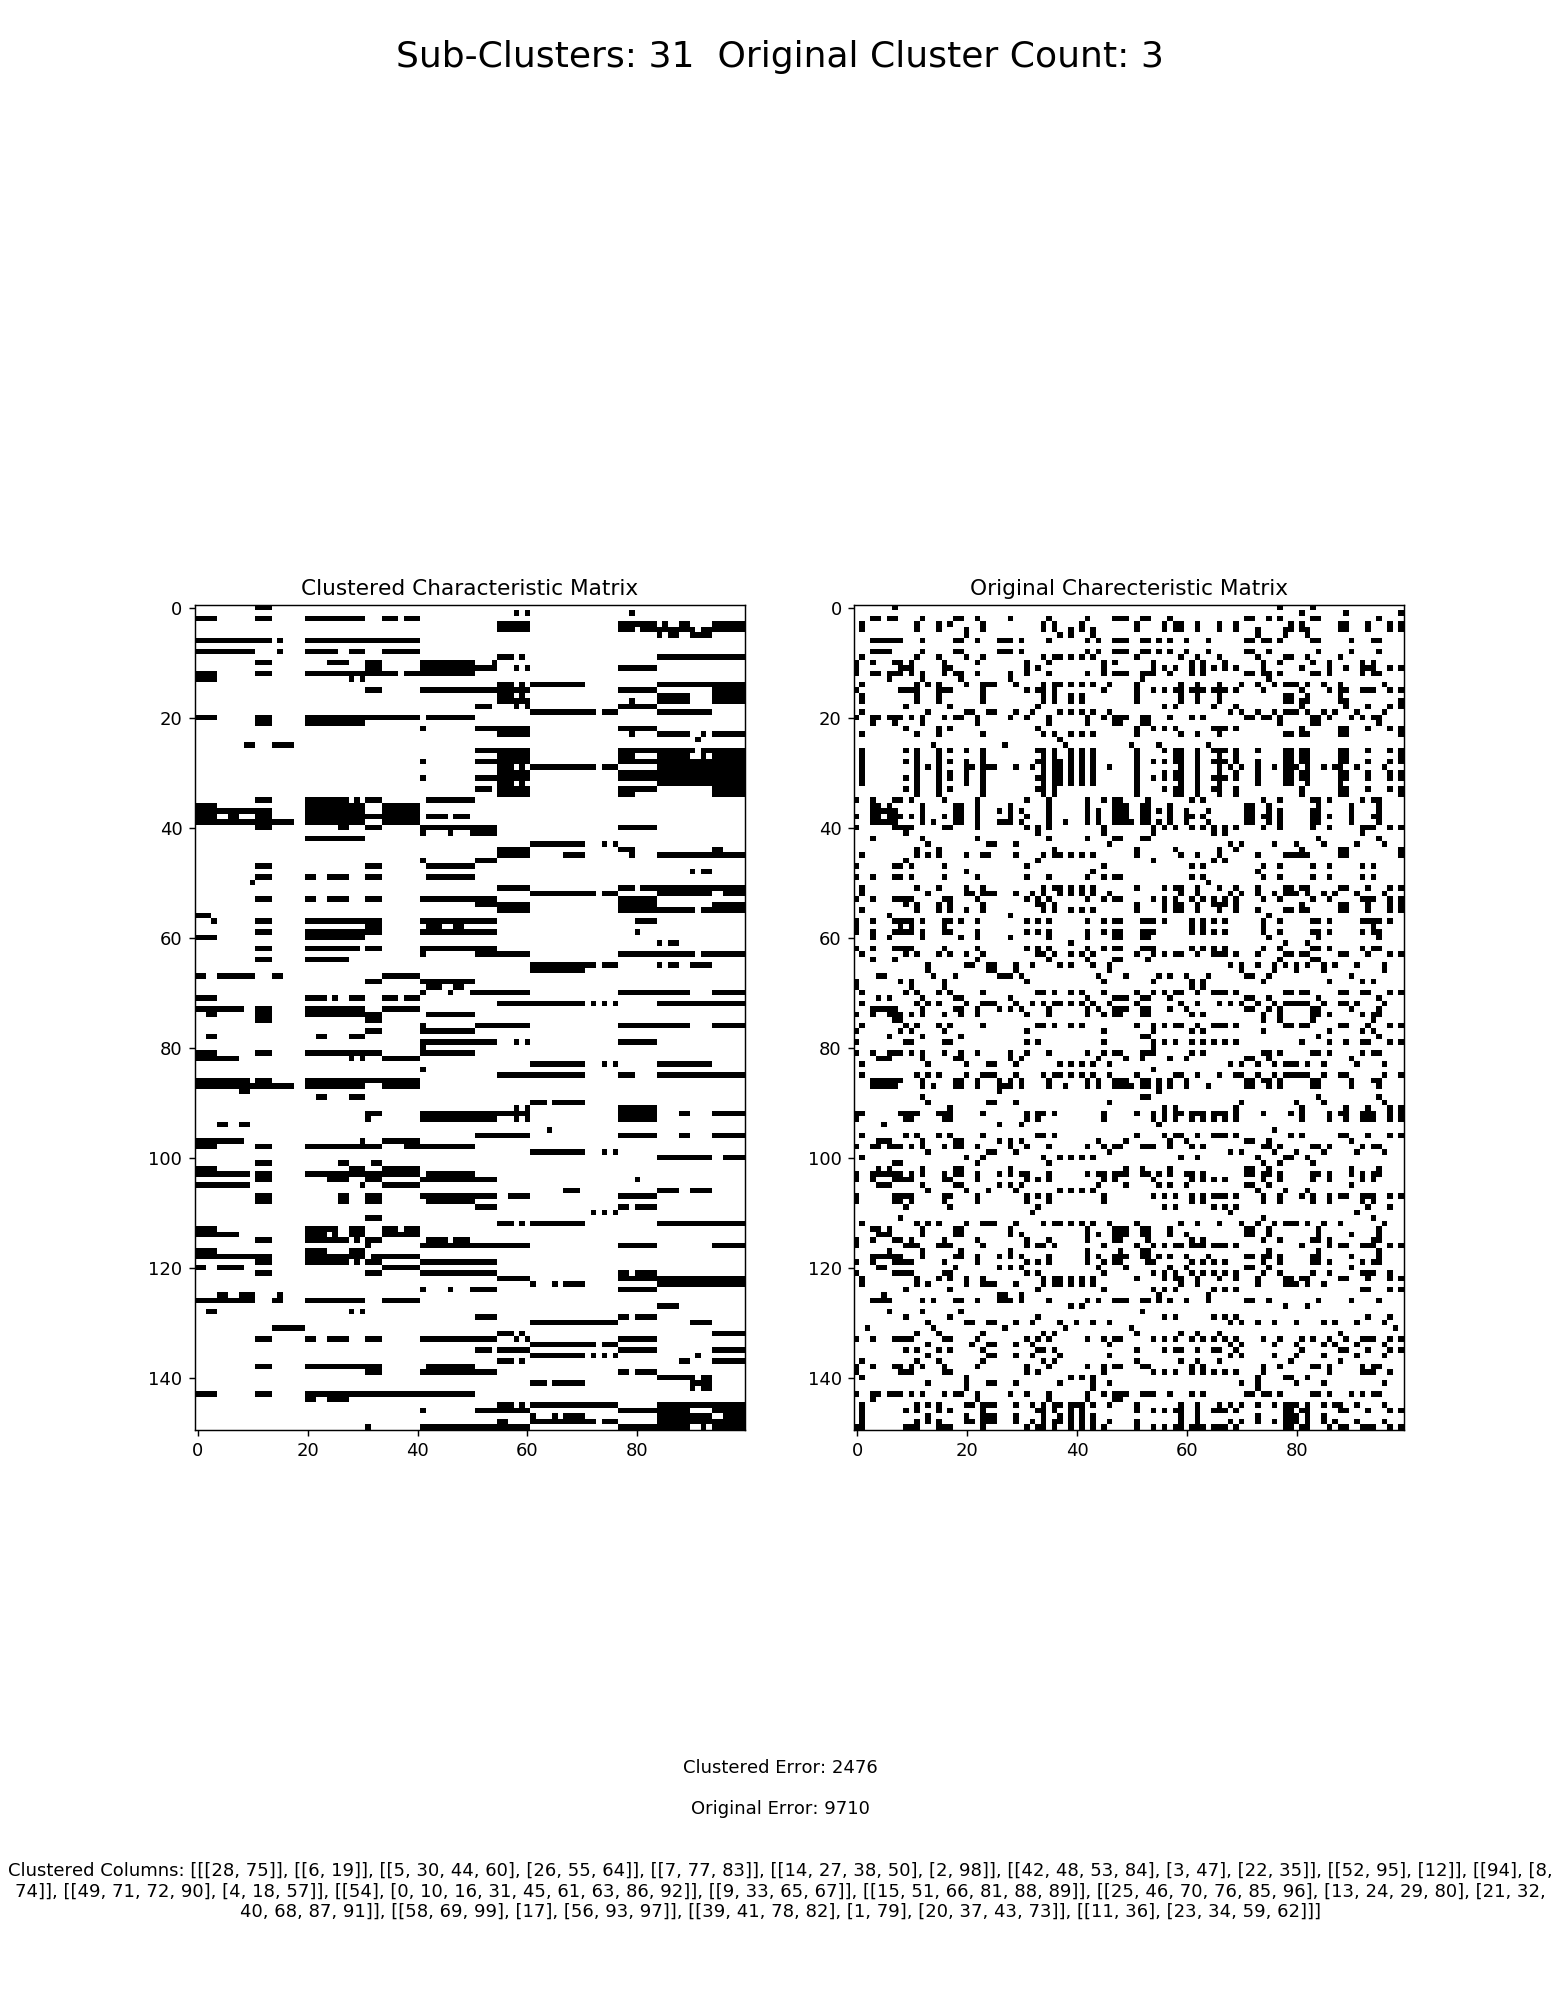 Sub-Clusters: 31  Original Cluster Count: 3
Clustered Characteristic Matrix
Original Charecteristic Matrix
0
20
40
60
80
100
120
140
0 20 40 60 80
0
20
40
60
80
100
120
140
0 20 40 60 80
Clustered Error: 2476
Original Error: 9710
Clustered Columns: [[[28, 75]], [[6, 19]], [[5, 30, 44, 60], [26, 55, 64]], [[7, 77, 83]], [[14, 27, 38, 50], [2, 98]], [[42, 48, 53, 84], [3, 47], [22, 35]], [[52, 95], [12]], [[94], [8,
74]], [[49, 71, 72, 90], [4, 18, 57]], [[54], [0, 10, 16, 31, 45, 61, 63, 86, 92]], [[9, 33, 65, 67]], [[15, 51, 66, 81, 88, 89]], [[25, 46, 70, 76, 85, 96], [13, 24, 29, 80], [21, 32,
40, 68, 87, 91]], [[58, 69, 99], [17], [56, 93, 97]], [[39, 41, 78, 82], [1, 79], [20, 37, 43, 73]], [[11, 36], [23, 34, 59, 62]]]